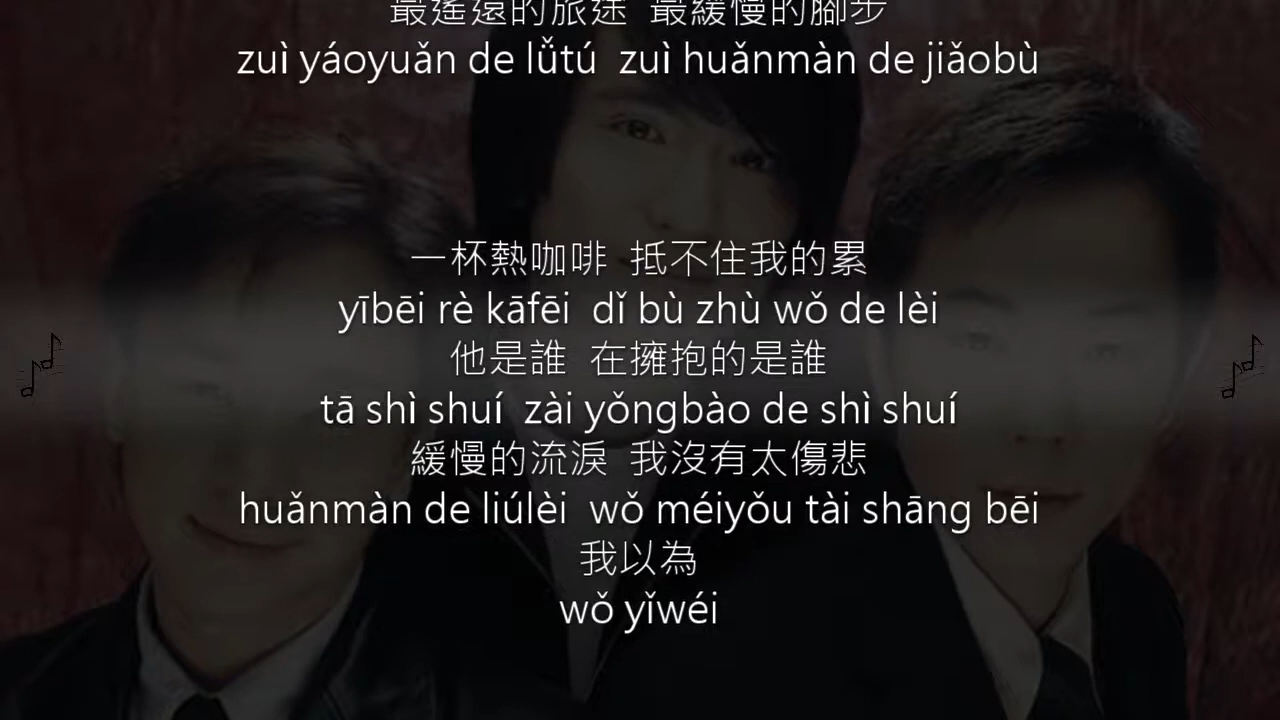 最遙遠的旅途  最緩慢的腳步
zuì yáoyuǎn de lǚtú  zuì huǎnmàn de jiǎobù
一杯熱咖啡  抵不住我的累
yībēi rè kāfēi  dǐ bù zhù wǒ de lèi
他是誰  在擁抱的是誰
tā shì shuí  zài yǒngbào de shì shuí
緩慢的流淚  我沒有太傷悲
huǎnmàn de liúlèi  wǒ méiyǒu tài shāng bēi
我以為
wǒ yǐwéi